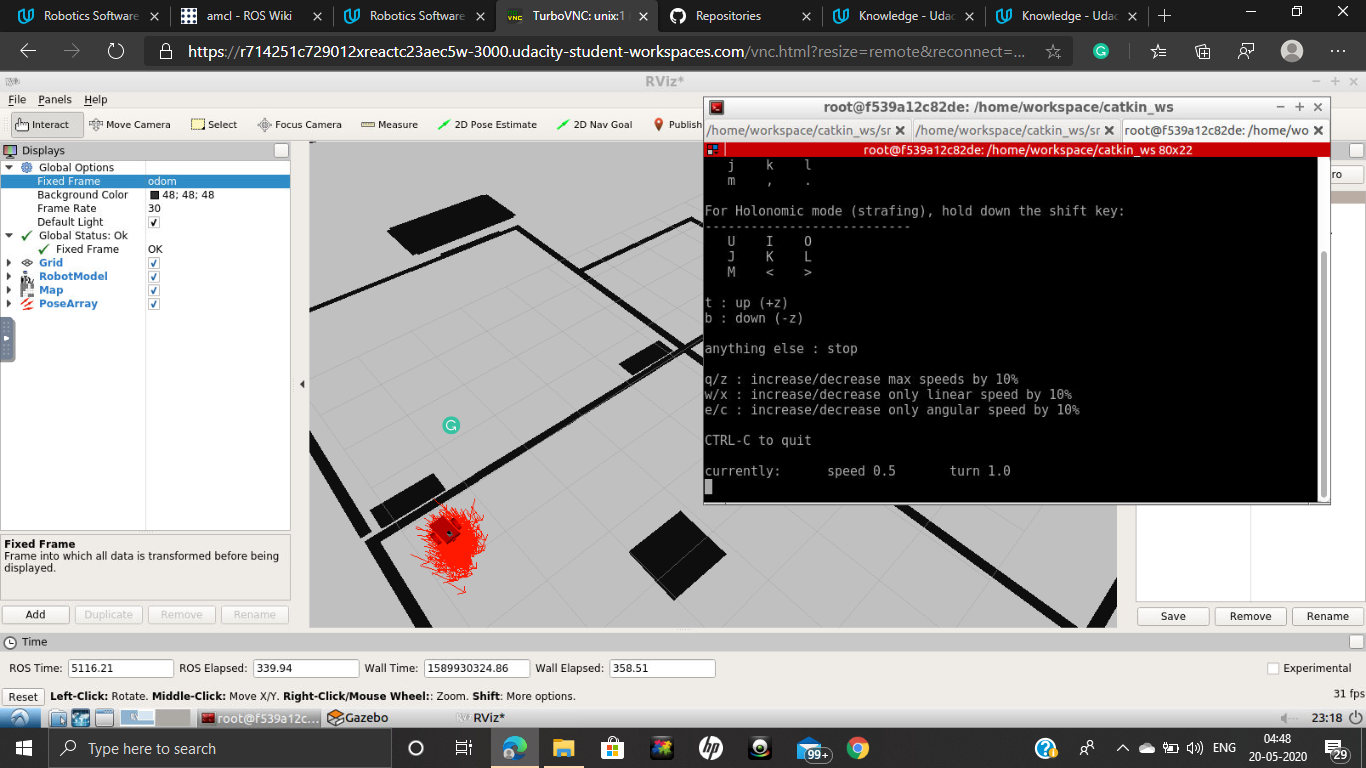 Robotics Software
amcl - ROS Wiki
Robotics Software
TurboVNC: unix:1
Repositories
Knowledge - Udac
Knowledge - Udac
https://r714251c729012xreactc23aec5w-3000.udacity-student-workspaces.com/vnc.html?resize=remote&reconnect=...
RViz*
File Panels Help
Interact Move Camera Select Focus Camera Measure 2D Pose Estimate 2D Nav Goal Publish
root@f539a12c82de: /home/workspace/catkin_ws
/home/workspace/catkin_ws/sr /home/workspace/catkin_ws/sr root@f539a12c82de: /home/wo
root@f539a12c82de: /home/workspace/catkin_ws 80x22
j k l
m , .
For Holonomic mode (strafing), hold down the shift key:
---------------------------
U I O
J K L
M < >
t : up (+z)
b : down (-z)
anything else : stop
q/z : increase/decrease max speeds by 10%
w/x : increase/decrease only linear speed by 10%
e/c : increase/decrease only angular speed by 10%
CTRL-C to quit
currently: speed 0.5 turn 1.0
Displays
Global Options
Fixed Frame odom
Background Color 48; 48; 48
Frame Rate 30
Default Light
Global Status: Ok
Fixed Frame OK
Grid
RobotModel
Map
PoseArray
Fixed Frame
Frame into which all data is transformed before being
displayed.
Add Duplicate Remove Rename
Save Remove Rename
Time
ROS Time: 5116.21 ROS Elapsed: 339.94 Wall Time: 1589930324.86 Wall Elapsed: 358.51
Experimental
Reset Left-Click: Rotate. Middle-Click: Move X/Y. Right-Click/Mouse Wheel:: Zoom. Shift: More options.
31 fps
root@f539a12c... Gazebo RViz*
23:18
Type here to search
99+
ENG
04:48
20-05-2020
29